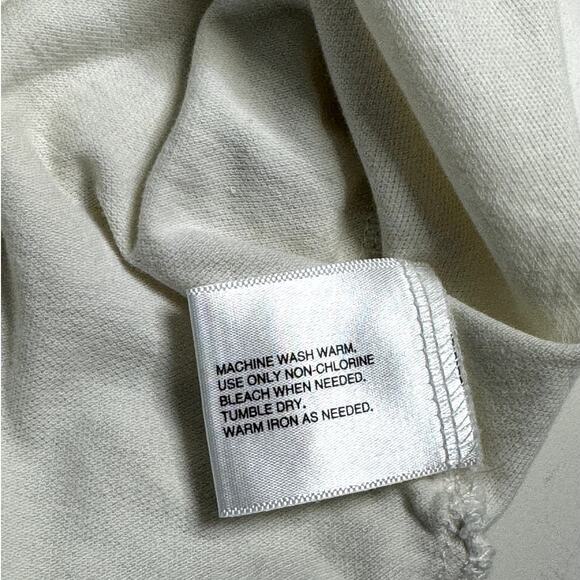 MACHINE WASH WARM.
USE ONLY NON-CHLORINE
BLEACH WHEN NEEDED.
TUMBLE DRY.
WARM IRON AS NEEDED.